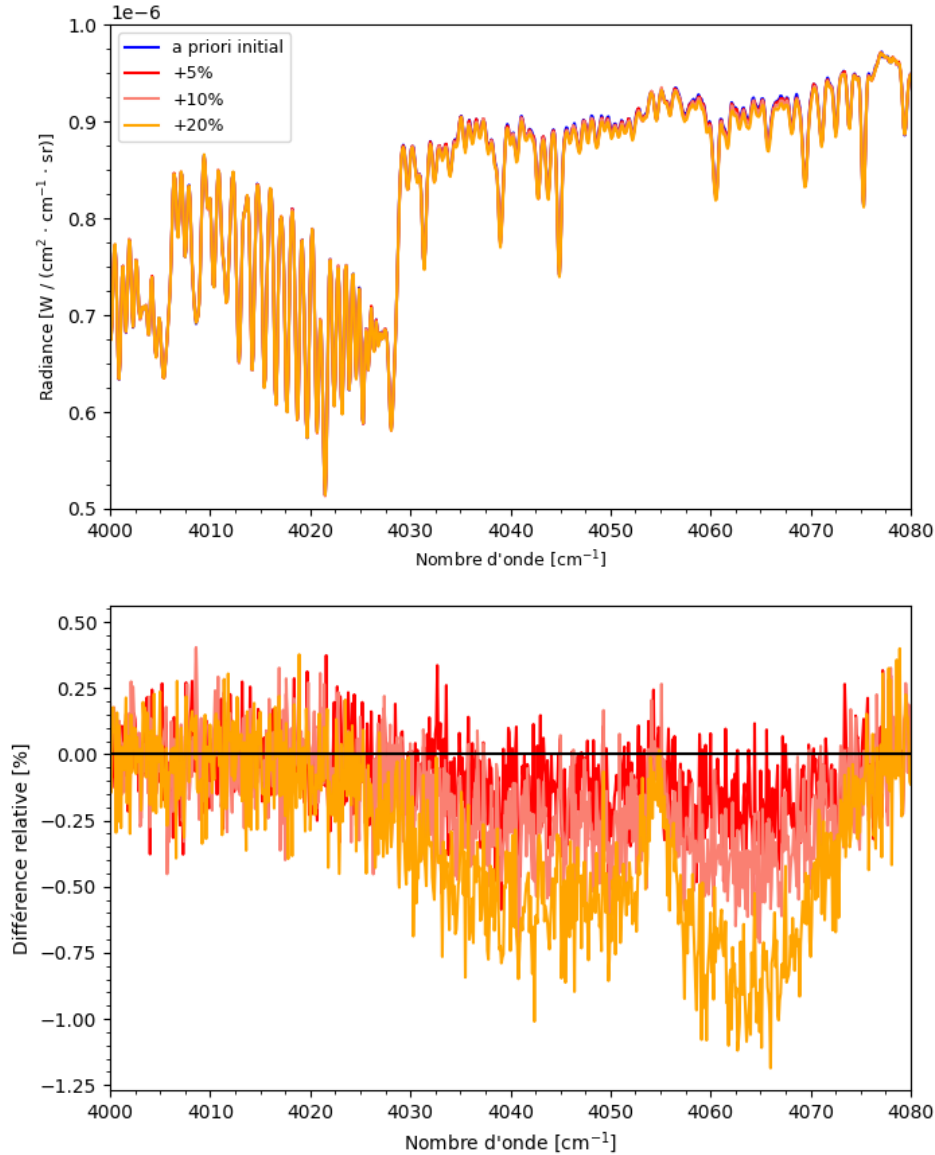 1e−6
1.0
0.9
0.8
0.7
0.6
0.5
a priori initial
+5%
+10%
+20%
Radiance [W / (cm² · cm⁻¹ · sr)]
4000 4010 4020 4030 4040 4050 4060 4070 4080
Nombre d'onde [cm⁻¹]
0.50
0.25
0.00
−0.25
−0.50
−0.75
−1.00
−1.25
Différence relative [%]
4000 4010 4020 4030 4040 4050 4060 4070 4080
Nombre d'onde [cm⁻¹]